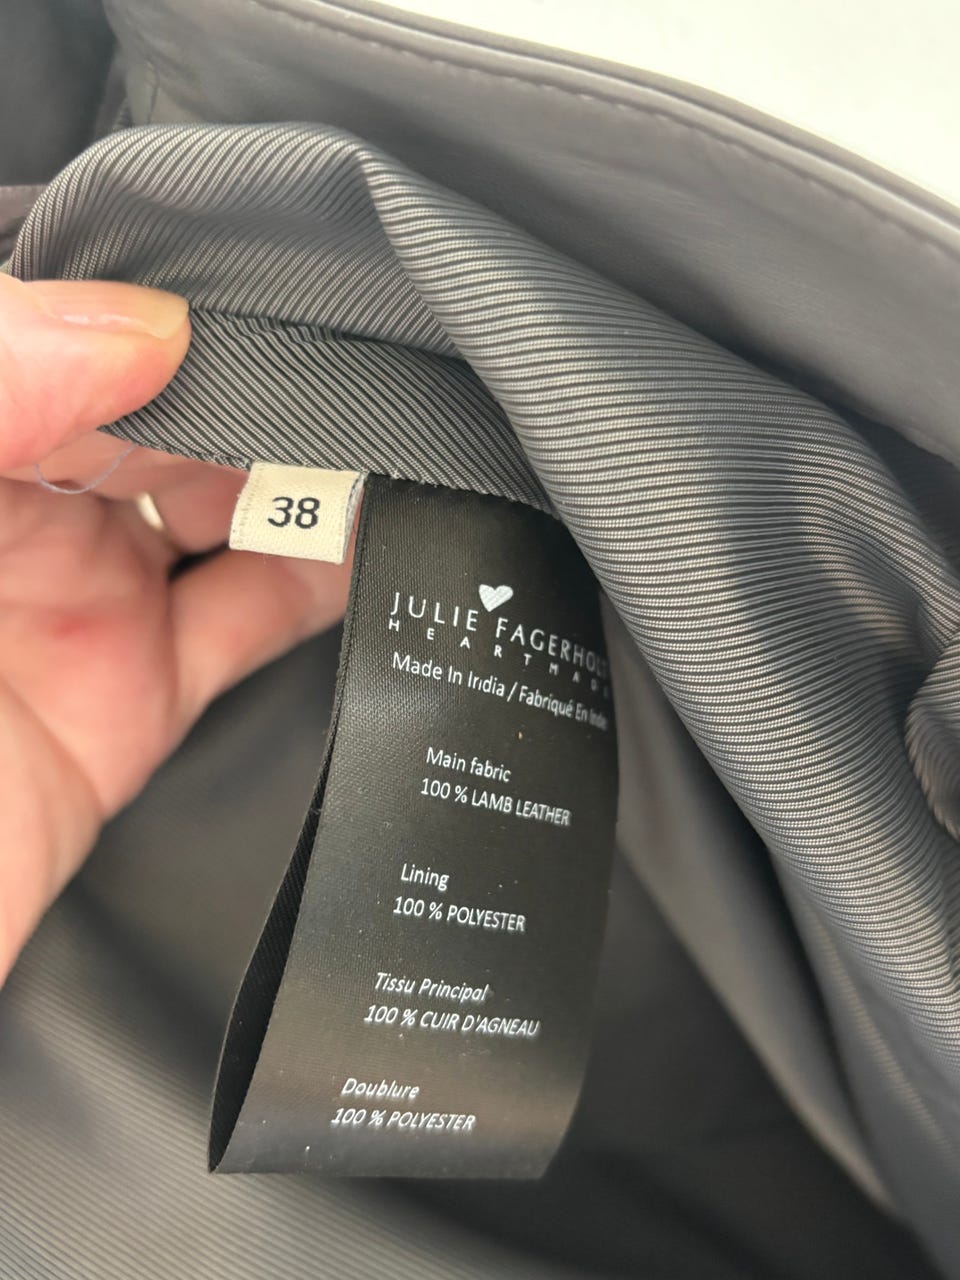 38
JULIE FAGERHOL
HEARTMADE
Made In India / Fabriqué En Inde
Main fabric
100 % LAMB LEATHER
Lining
100 % POLYESTER
Tissu Principal
100 % CUIR D'AGNEAU
Doublure
100 % POLYESTER